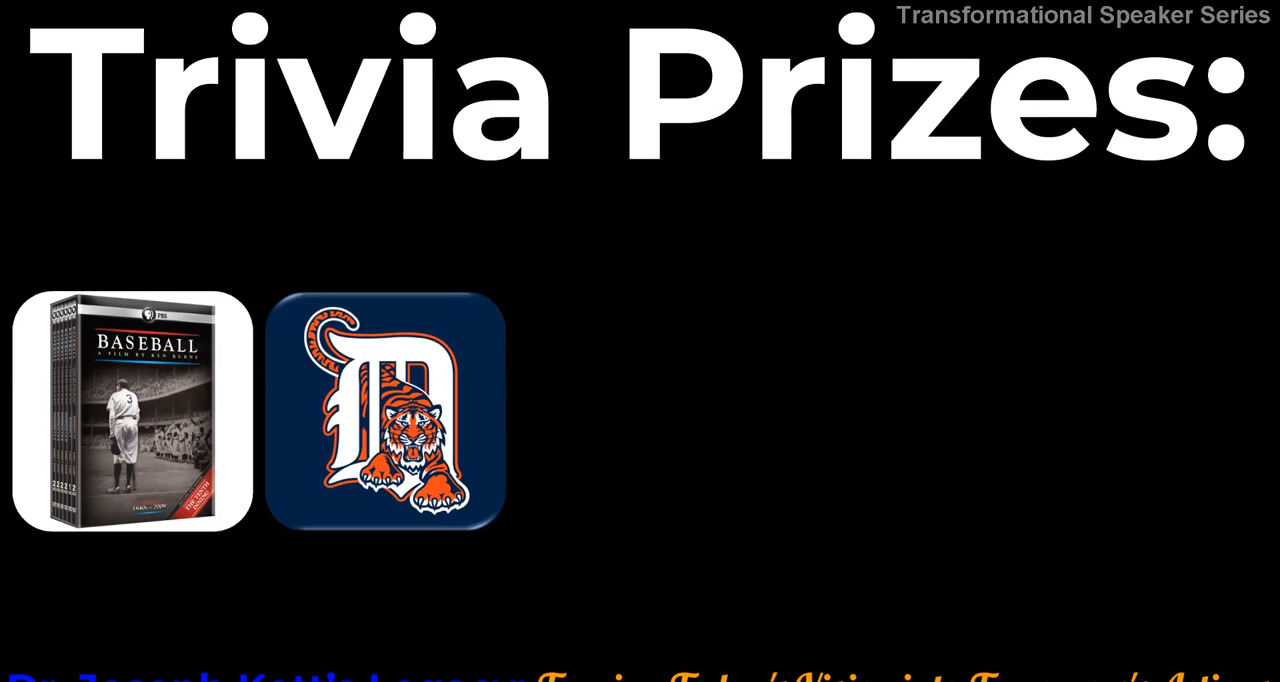 Transformational Speaker Series
Trivia Prizes:
PBS
BASEBALL
A FILM BY KEN BURNS
3
THE TENTH
INNING
1840s – 2009
D